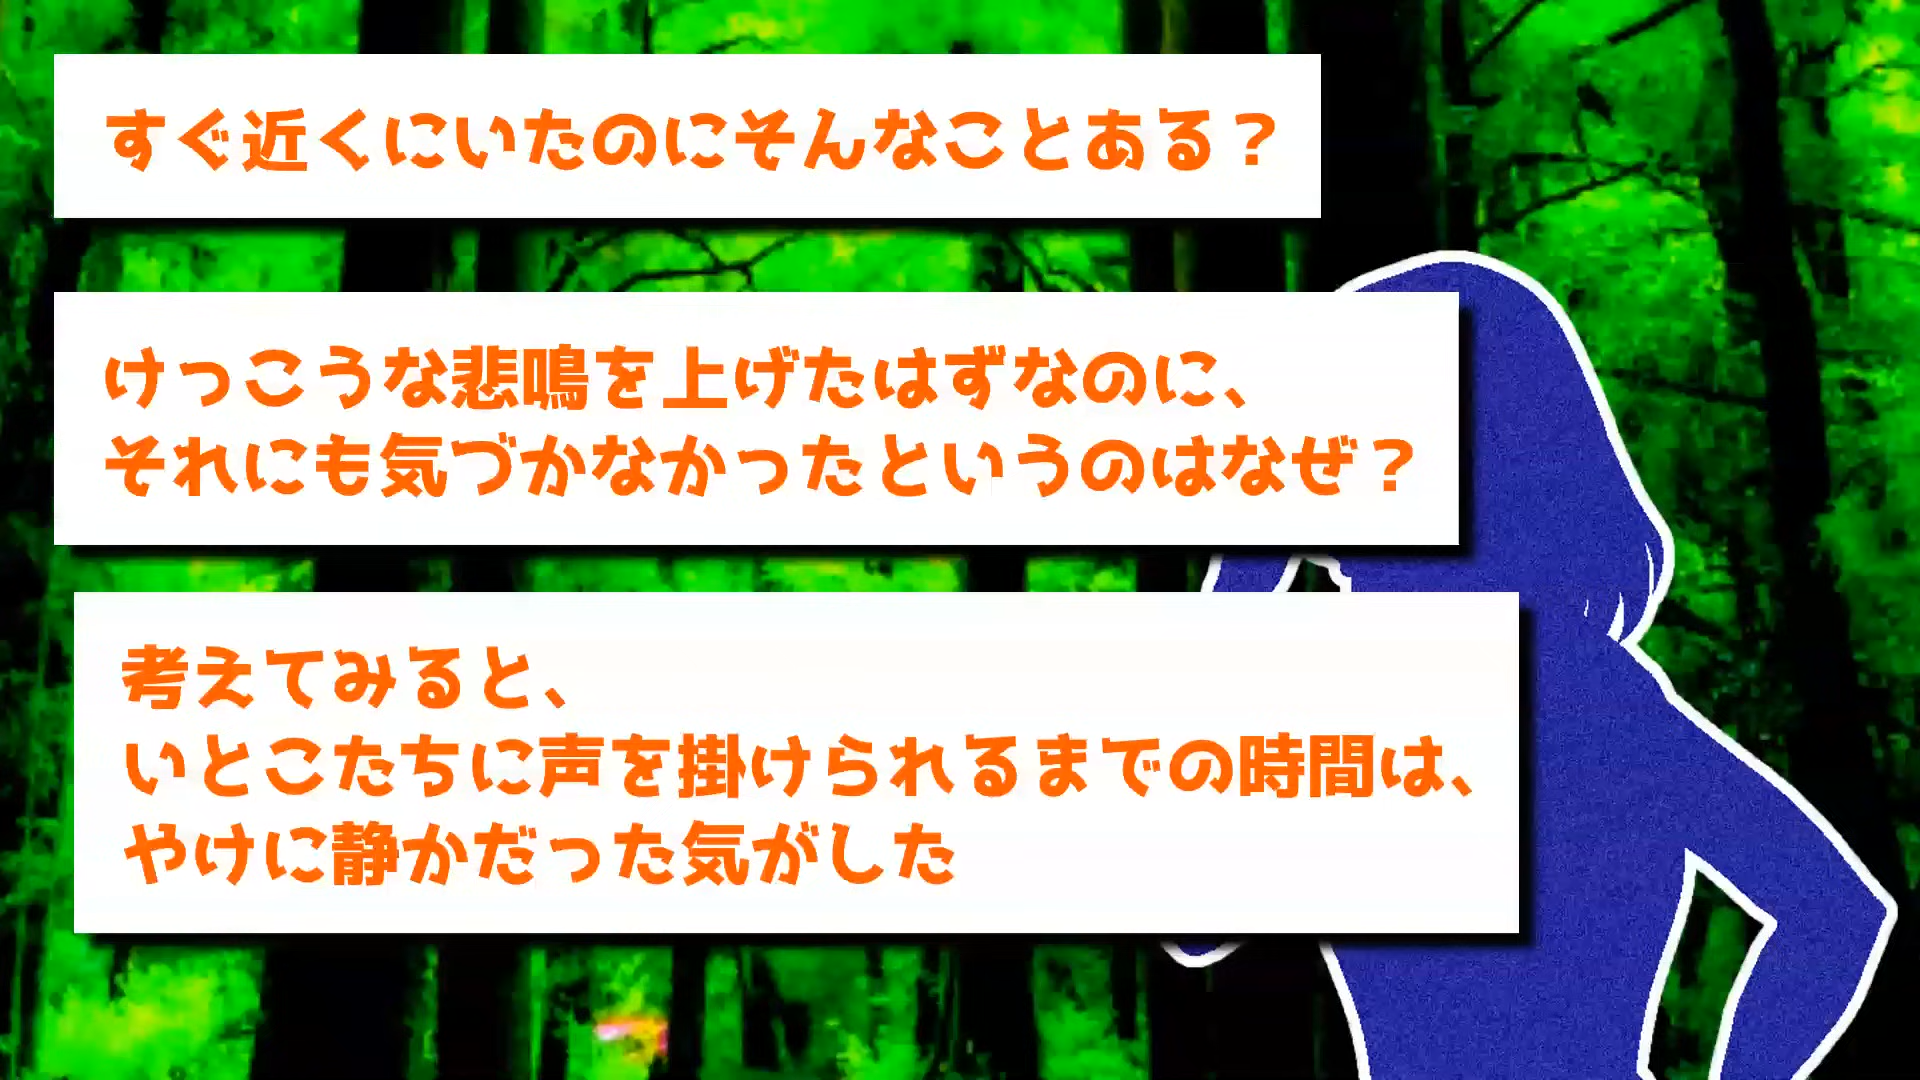 すぐ近くにいたのにそんなことある？
けっこうな悲鳴を上げたはずなのに、
それにも気づかなかったというのはなぜ？
考えてみると、
いとこたちに声を掛けられるまでの時間は、
やけに静かだった気がした